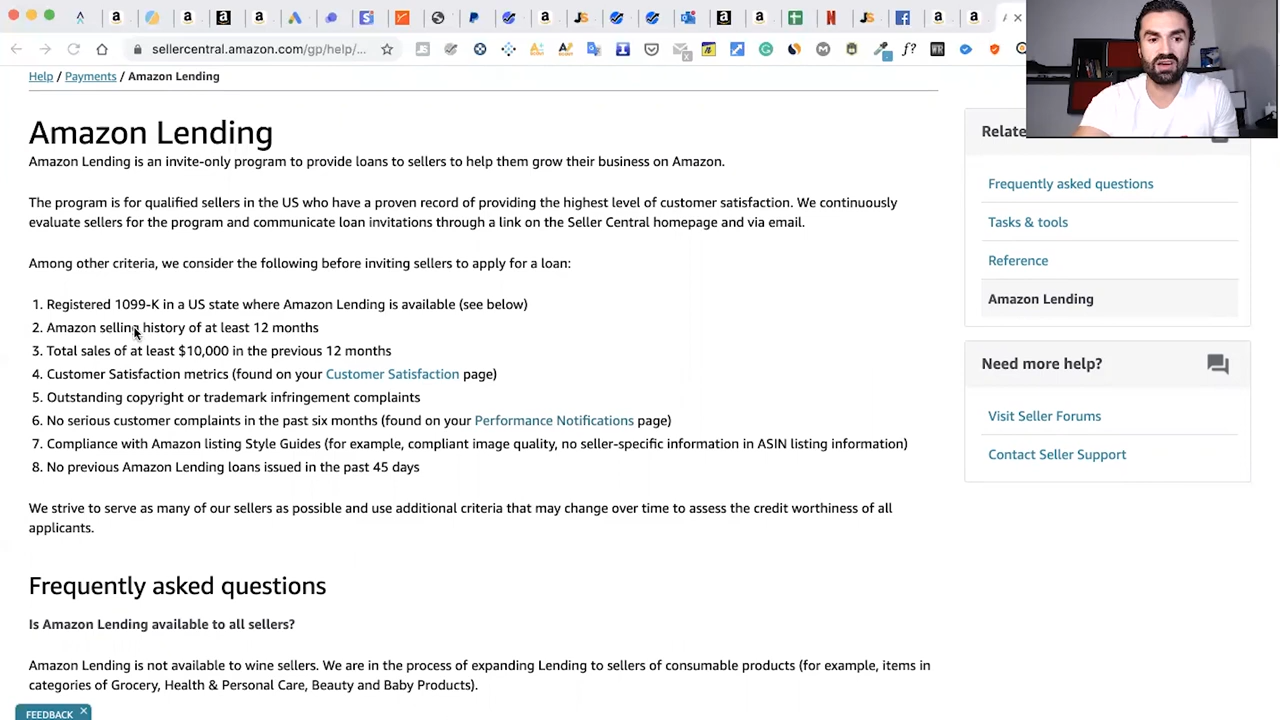 sellercentral.amazon.com/gp/help/...
Help / Payments / Amazon Lending
Amazon Lending
Amazon Lending is an invite-only program to provide loans to sellers to help them grow their business on Amazon.
The program is for qualified sellers in the US who have a proven record of providing the highest level of customer satisfaction. We continuously
evaluate sellers for the program and communicate loan invitations through a link on the Seller Central homepage and via email.
Among other criteria, we consider the following before inviting sellers to apply for a loan:
1. Registered 1099-K in a US state where Amazon Lending is available (see below)
2. Amazon selling history of at least 12 months
3. Total sales of at least $10,000 in the previous 12 months
4. Customer Satisfaction metrics (found on your Customer Satisfaction page)
5. Outstanding copyright or trademark infringement complaints
6. No serious customer complaints in the past six months (found on your Performance Notifications page)
7. Compliance with Amazon listing Style Guides (for example, compliant image quality, no seller-specific information in ASIN listing information)
8. No previous Amazon Lending loans issued in the past 45 days
We strive to serve as many of our sellers as possible and use additional criteria that may change over time to assess the credit worthiness of all
applicants.
Frequently asked questions
Is Amazon Lending available to all sellers?
Amazon Lending is not available to wine sellers. We are in the process of expanding Lending to sellers of consumable products (for example, items in
categories of Grocery, Health & Personal Care, Beauty and Baby Products).
FEEDBACK
Relate
Frequently asked questions
Tasks & tools
Reference
Amazon Lending
Need more help?
Visit Seller Forums
Contact Seller Support